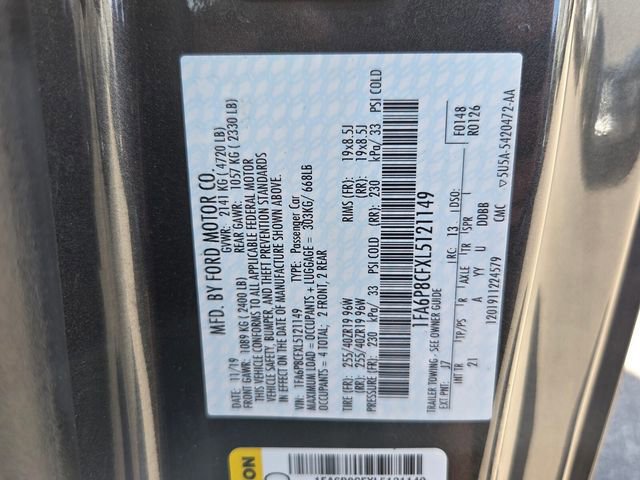 MFD. BY FORD MOTOR CO.
DATE: 11/19 GVWR: 2141 KG ( 4720 LB)
FRONT GAWR: 1089 KG ( 2400 LB) REAR GAWR: 1057 KG ( 2330 LB)
THIS VEHICLE CONFORMS TO ALL APPLICABLE FEDERAL MOTOR
VEHICLE SAFETY, BUMPER, AND THEFT PREVENTION STANDARDS
IN EFFECT ON THE DATE OF MANUFACTURE SHOWN ABOVE.
VIN: 1FA6P8CFXL5121149 TYPE: Passenger Car
MAXIMUM LOAD = OCCUPANTS + LUGGAGE = 303KG/ 668LB
OCCUPANTS = 4 TOTAL; 2 FRONT, 2 REAR
TIRE (FR): 255/40ZR19 96W RIMS (FR): 19x8.5J
(RR): 255/40ZR19 96W (RR): 19x8.5J
PRESSURE (FR): 230 kPa/ 33 PSI COLD (RR): 230 kPa/ 33 PSI COLD
1FA6P8CFXL5121149
TRAILER TOWING - SEE OWNER GUIDE
F0148
R0126
EXT PNT: J7 RC: 13 DSO:
INT TR TP/PS R AXLE TR SPR
21 A YY U DDBB
1201911224579 CMC ▽5U5A-5420472-AA
ION
1FA6P8CFXL5121149